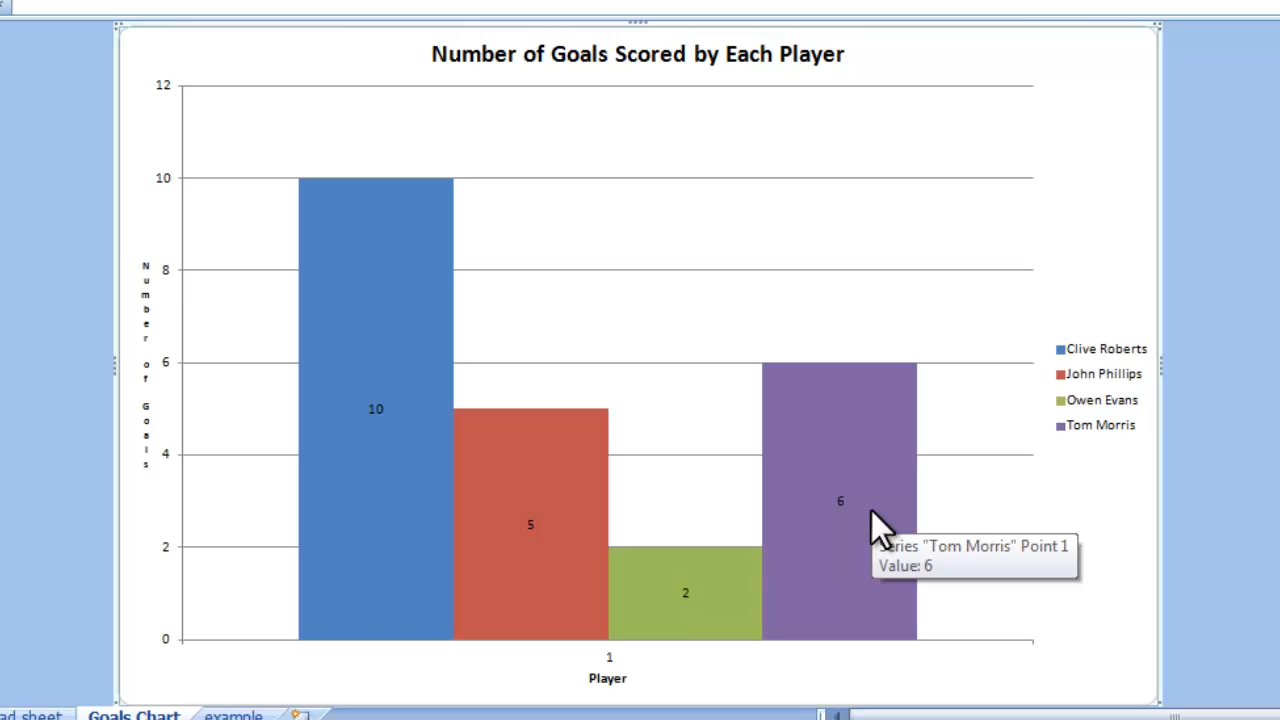 Number of Goals Scored by Each Player
12
10
8
6
4
2
0
Number of Goals
10
5
2
6
Clive Roberts
John Phillips
Owen Evans
Tom Morris
"Tom Morris" Point 1
Value: 6
1
Player
sheet
Goals Chart
example